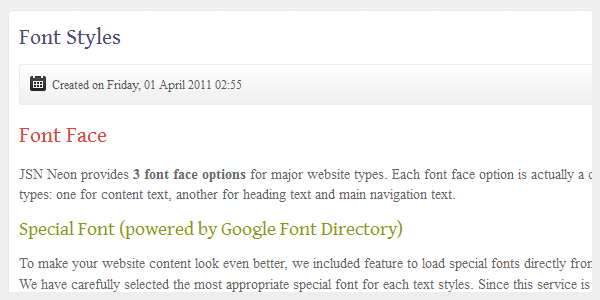 Font Styles
Created on Friday, 01 April 2011 02:55
Font Face
JSN Neon provides 3 font face options for major website types. Each font face option is actually a
types: one for content text, another for heading text and main navigation text.
Special Font (powered by Google Font Directory)
To make your website content look even better, we included feature to load special fonts directly from
We have carefully selected the most appropriate special font for each text styles. Since this service is